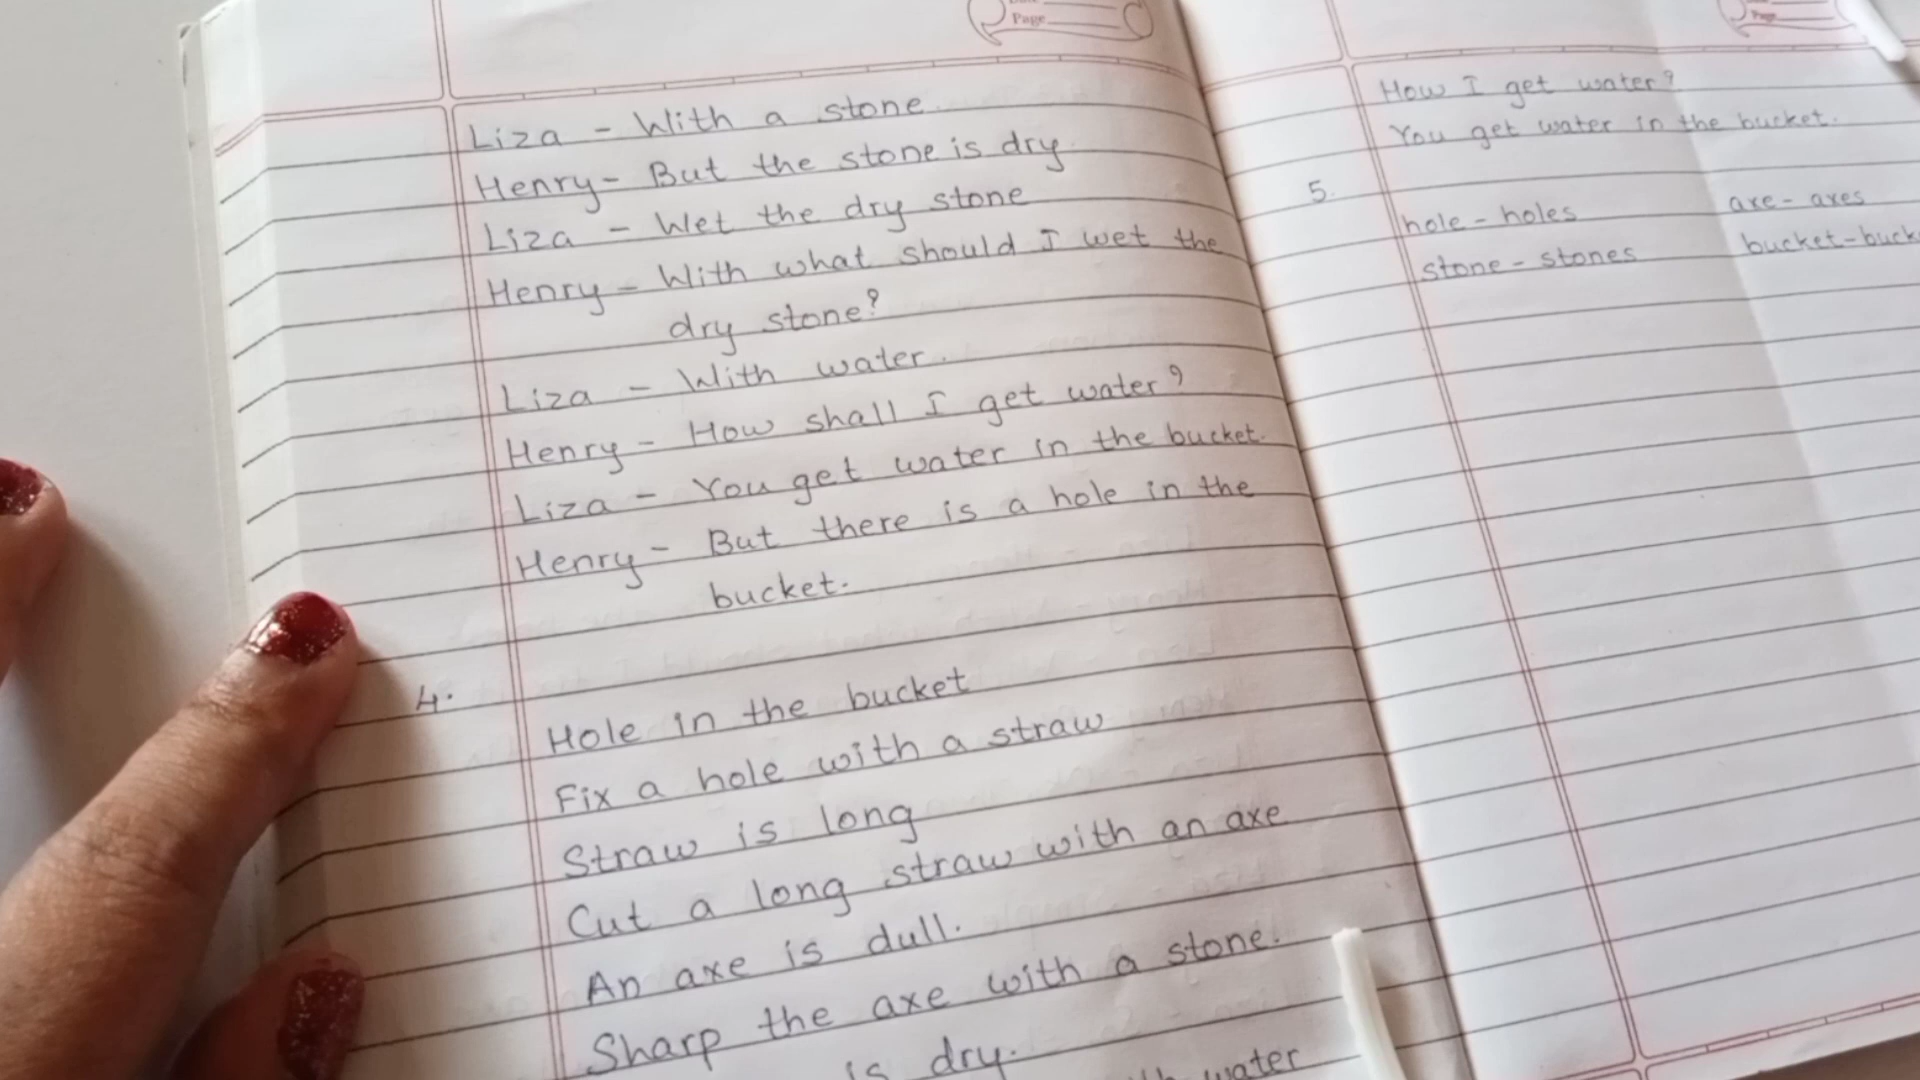 Page
Liza - With a stone.
Henry- But the stone is dry.
Liza - Wet the dry stone
Henry - With what should I wet the
dry stone?
Liza - With water.
Henry - How shall I get water?
Liza - You get water in the bucket.
Henry- But there is a hole in the
bucket.
4.
Hole in the bucket
Fix a hole with a straw
Straw is long
Cut a long straw with an axe
An axe is dull.
Sharp the axe with a stone.
is dry.
water
Page
How I get water?
You get water in the bucket.
5.
hole - holes axe - axes
stone - stones bucket-buck